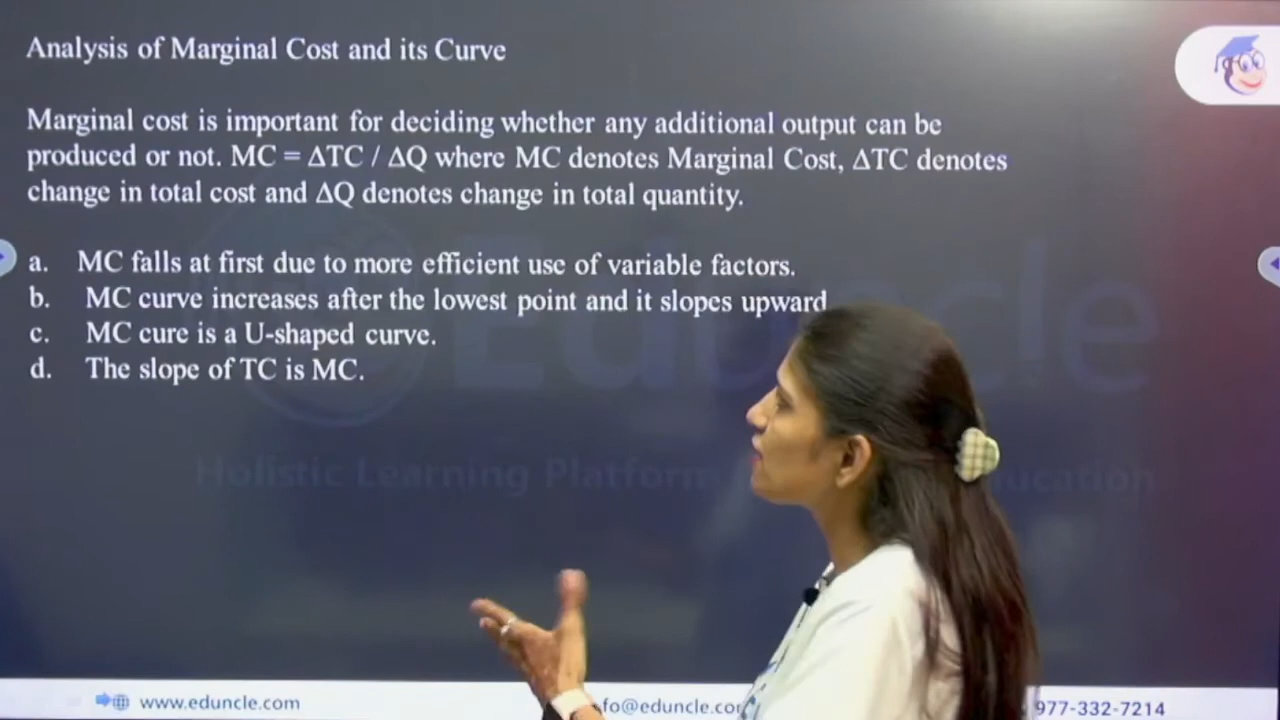 Analysis of Marginal Cost and its Curve
Marginal cost is important for deciding whether any additional output can be
produced or not. MC = ΔTC / ΔQ where MC denotes Marginal Cost, ΔTC denotes
change in total cost and ΔQ denotes change in total quantity.
a. MC falls at first due to more efficient use of variable factors.
b. MC curve increases after the lowest point and it slopes upward
c. MC cure is a U-shaped curve.
d. The slope of TC is MC.
Eduncle
Holistic Learning Platform
www.eduncle.com
977-332-7214